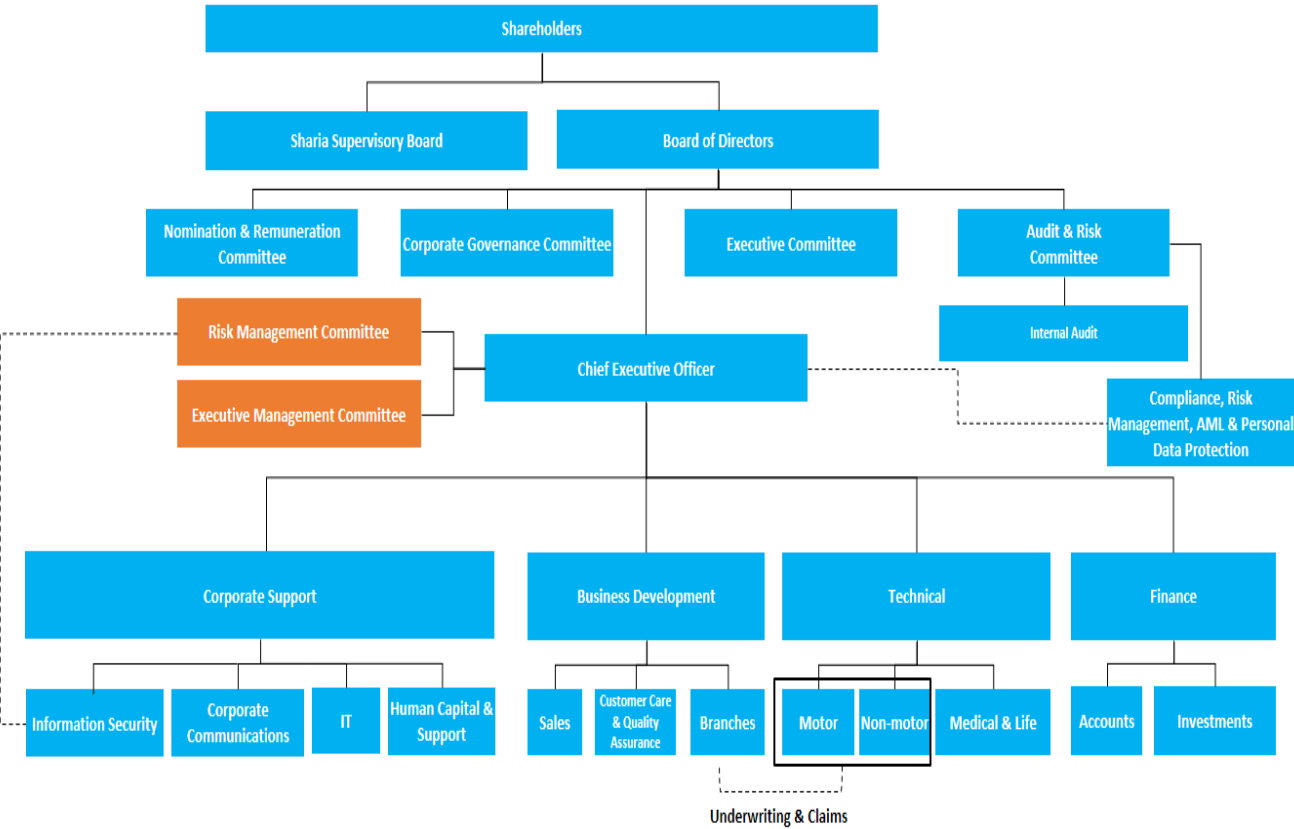 Shareholders
Sharia Supervisory Board
Board of Directors
Nomination & Remuneration
Committee
Corporate Governance Committee
Executive Committee
Audit & Risk
Committee
Risk Management Committee
Internal Audit
Chief Executive Officer
Executive Management Committee
Compliance, Risk
Management, AML & Personal
Data Protection
Corporate Support
Business Development
Technical
Finance
Information Security
Corporate
Communications
IT
Human Capital &
Support
Sales
Customer Care
& Quality
Assurance
Branches
Motor
Non-motor
Medical & Life
Accounts
Investments
Underwriting & Claims